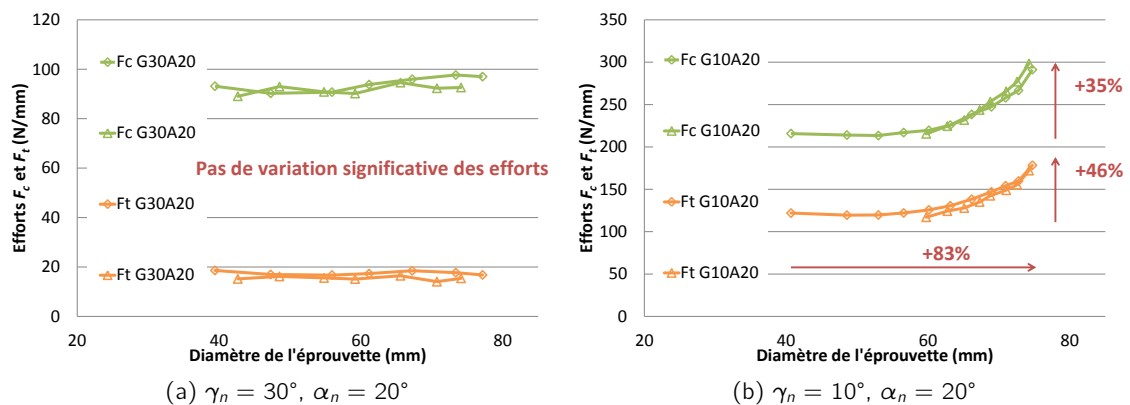 120
100
80
60
40
20
0
Efforts Fc et Ft (N/mm)
Fc G30A20
Fc G30A20
Pas de variation significative des efforts
Ft G30A20
Ft G30A20
20
40
60
80
Diamètre de l'éprouvette (mm)
(a) γn = 30°, αn = 20°
350
300
250
200
150
100
50
0
Efforts Fc et Ft (N/mm)
Fc G10A20
Fc G10A20
Ft G10A20
Ft G10A20
+35%
+46%
+83%
20
40
60
80
Diamètre de l'éprouvette (mm)
(b) γn = 10°, αn = 20°